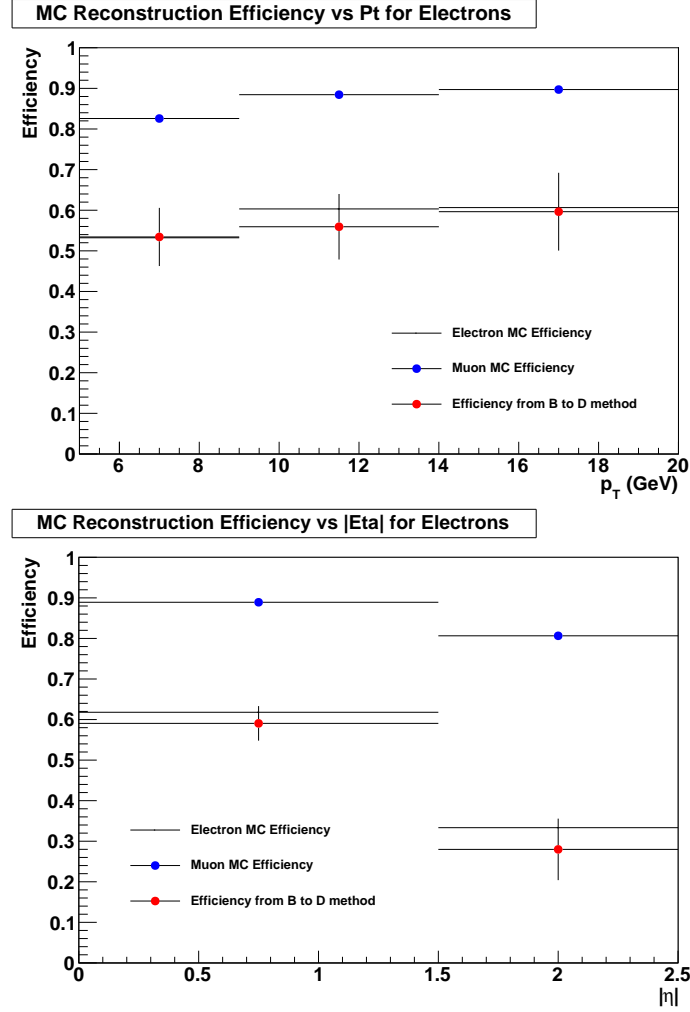 MC Reconstruction Efficiency vs Pt for Electrons
Efficiency
1
0.9
0.8
0.7
0.6
0.5
0.4
0.3
0.2
0.1
0
Electron MC Efficiency
Muon MC Efficiency
Efficiency from B to D method
6 8 10 12 14 16 18 20
p_T (GeV)
MC Reconstruction Efficiency vs |Eta| for Electrons
Efficiency
1
0.9
0.8
0.7
0.6
0.5
0.4
0.3
0.2
0.1
0
Electron MC Efficiency
Muon MC Efficiency
Efficiency from B to D method
0 0.5 1 1.5 2 2.5
|η|